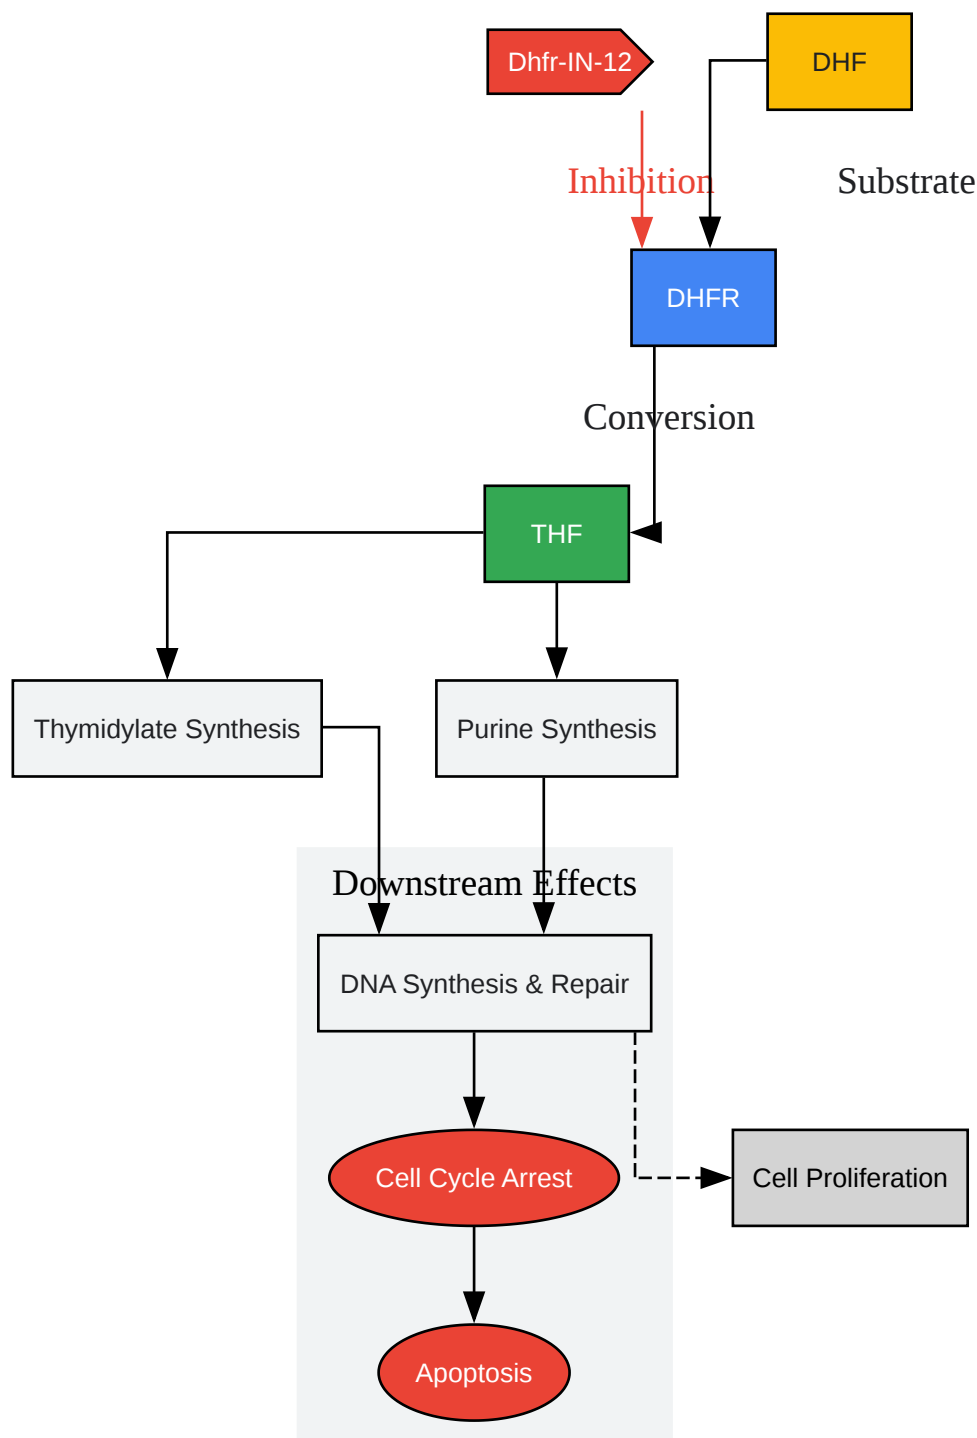 Dhfr-IN-12
DHF
Inhibition
Substrate
DHFR
Conversion
THF
Thymidylate Synthesis
Purine Synthesis
Downstream Effects
DNA Synthesis & Repair
Cell Cycle Arrest
Cell Proliferation
Apoptosis